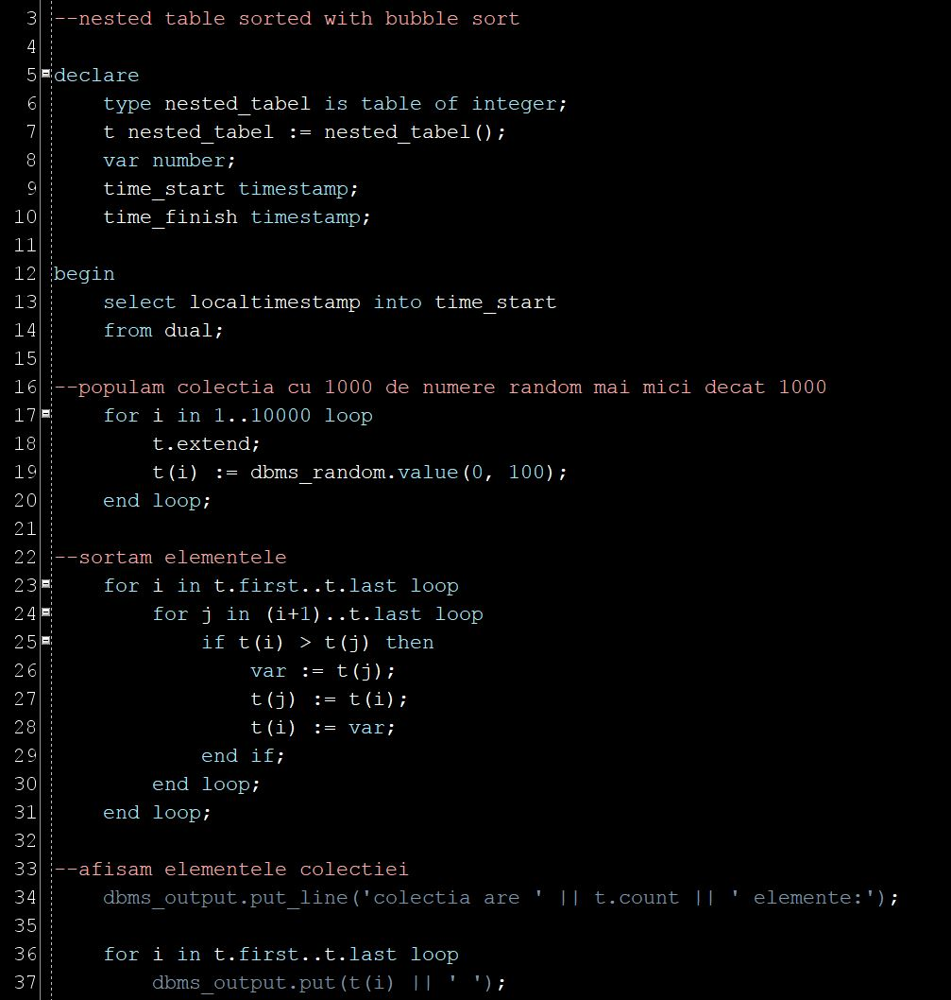 3 --nested table sorted with bubble sort
4
5 declare
6     type nested_tabel is table of integer;
7     t nested_tabel := nested_tabel();
8     var number;
9     time_start timestamp;
10     time_finish timestamp;
11
12 begin
13     select localtimestamp into time_start
14     from dual;
15
16 --populam colectia cu 1000 de numere random mai mici decat 1000
17     for i in 1..10000 loop
18         t.extend;
19         t(i) := dbms_random.value(0, 100);
20     end loop;
21
22 --sortam elementele
23     for i in t.first..t.last loop
24         for j in (i+1)..t.last loop
25             if t(i) > t(j) then
26                 var := t(j);
27                 t(j) := t(i);
28                 t(i) := var;
29             end if;
30         end loop;
31     end loop;
32
33 --afisam elementele colectiei
34     dbms_output.put_line('colectia are ' || t.count || ' elemente:');
35
36     for i in t.first..t.last loop
37         dbms_output.put(t(i) || ' ');